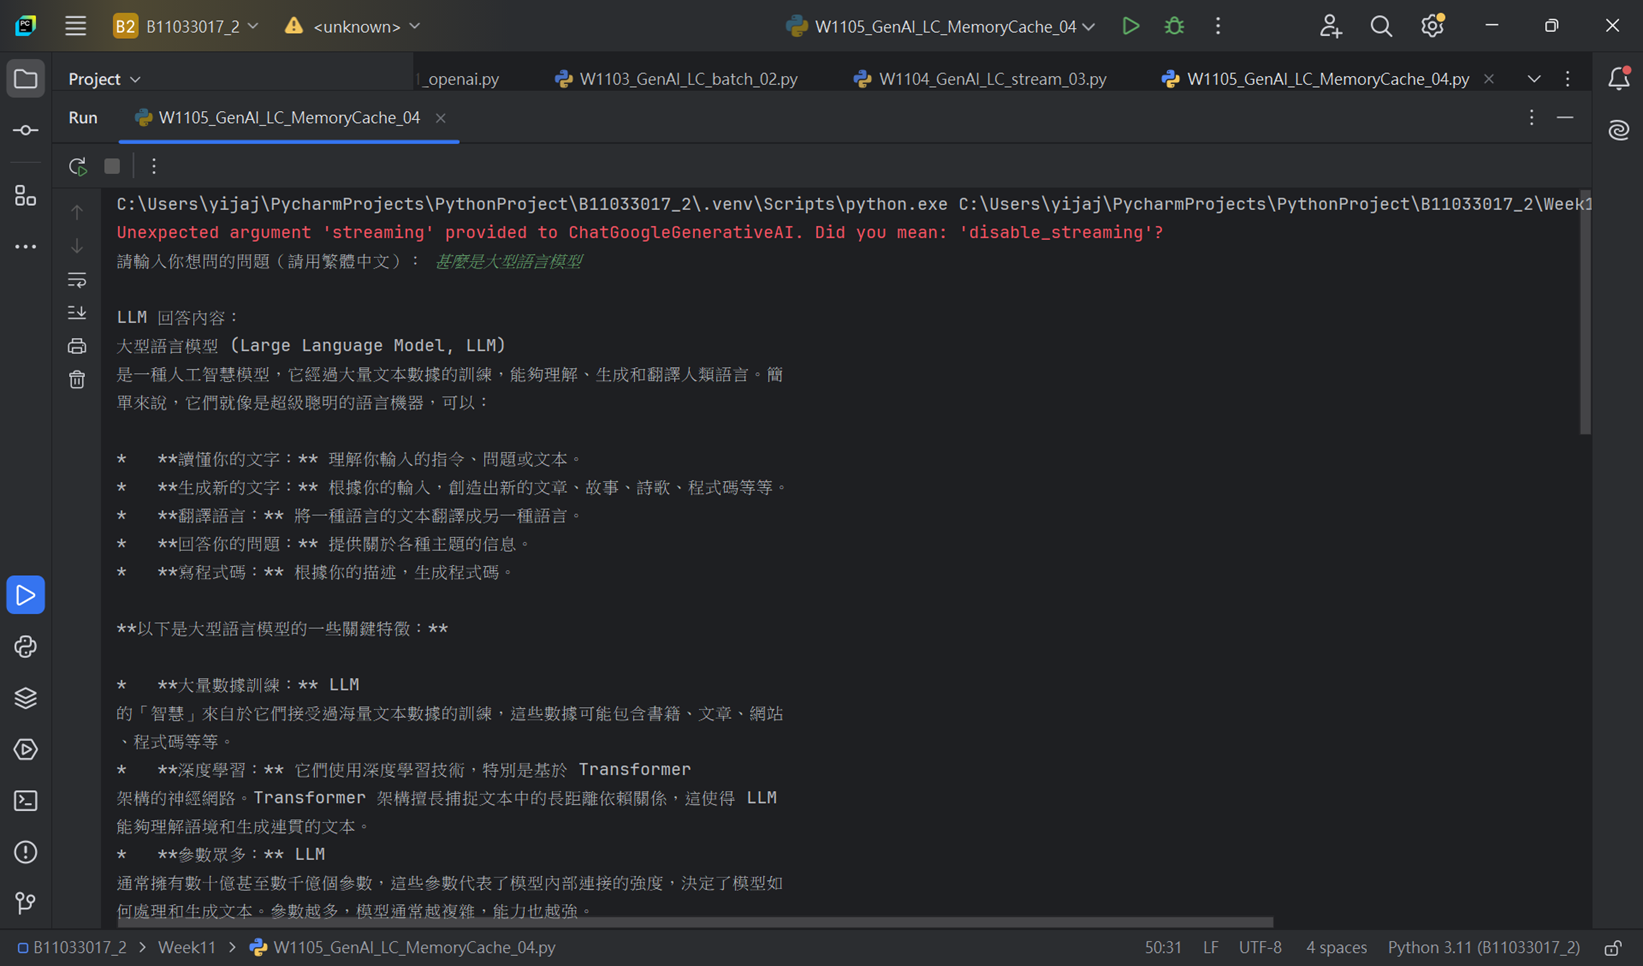 B2 B11033017_2 <unknown> W1105_GenAI_LC_MemoryCache_04
Project _openai.py W1103_GenAI_LC_batch_02.py W1104_GenAI_LC_stream_03.py W1105_GenAI_LC_MemoryCache_04.py
Run W1105_GenAI_LC_MemoryCache_04
C:\Users\yijaj\PycharmProjects\PythonProject\B11033017_2\.venv\Scripts\python.exe C:\Users\yijaj\PycharmProjects\PythonProject\B11033017_2\Week1
Unexpected argument 'streaming' provided to ChatGoogleGenerativeAI. Did you mean: 'disable_streaming'?
請輸入你想問的問題（請用繁體中文）： 甚麼是大型語言模型
LLM 回答內容：
大型語言模型 (Large Language Model, LLM)
是一種人工智慧模型，它經過大量文本數據的訓練，能夠理解、生成和翻譯人類語言。簡
單來說，它們就像是超級聰明的語言機器，可以：
*   **讀懂你的文字：** 理解你輸入的指令、問題或文本。
*   **生成新的文字：** 根據你的輸入，創造出新的文章、故事、詩歌、程式碼等等。
*   **翻譯語言：** 將一種語言的文本翻譯成另一種語言。
*   **回答你的問題：** 提供關於各種主題的信息。
*   **寫程式碼：** 根據你的描述，生成程式碼。
**以下是大型語言模型的一些關鍵特徵：**
*   **大量數據訓練：** LLM
的「智慧」來自於它們接受過海量文本數據的訓練，這些數據可能包含書籍、文章、網站
、程式碼等等。
*   **深度學習：** 它們使用深度學習技術，特別是基於 Transformer
架構的神經網路。Transformer 架構擅長捕捉文本中的長距離依賴關係，這使得 LLM
能夠理解語境和生成連貫的文本。
*   **參數眾多：** LLM
通常擁有數十億甚至數千億個參數，這些參數代表了模型內部連接的強度，決定了模型如
何處理和生成文本。參數越多，模型通常越複雜，能力也越強。
B11033017_2 > Week11 > W1105_GenAI_LC_MemoryCache_04.py 50:31 LF UTF-8 4 spaces Python 3.11 (B11033017_2)